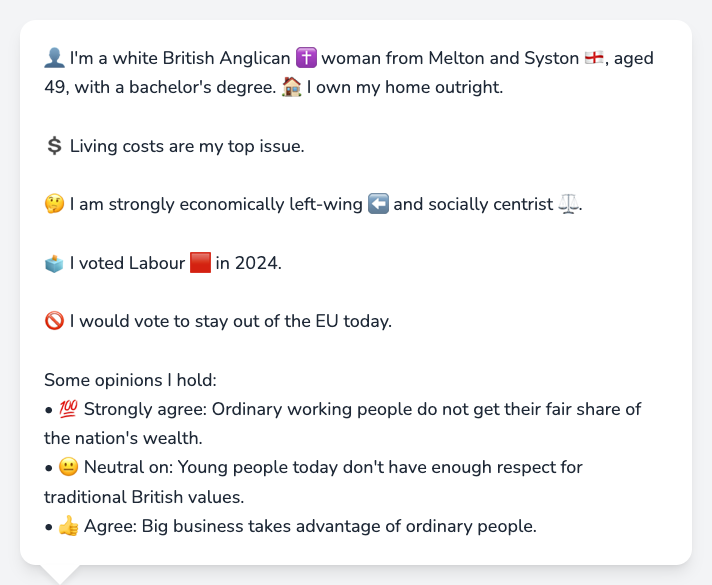 👤 I'm a white British Anglican ✝️ woman from Melton and Syston 🏴󠁧󠁢󠁥󠁮󠁧󠁿, aged
49, with a bachelor's degree. 🏠 I own my home outright.
💲 Living costs are my top issue.
🤔 I am strongly economically left-wing ⬅️ and socially centrist ⚖️.
🗳️ I voted Labour 🟥 in 2024.
🚫 I would vote to stay out of the EU today.
Some opinions I hold:
• 💯 Strongly agree: Ordinary working people do not get their fair share of
the nation's wealth.
• 😐 Neutral on: Young people today don't have enough respect for
traditional British values.
• 👍 Agree: Big business takes advantage of ordinary people.